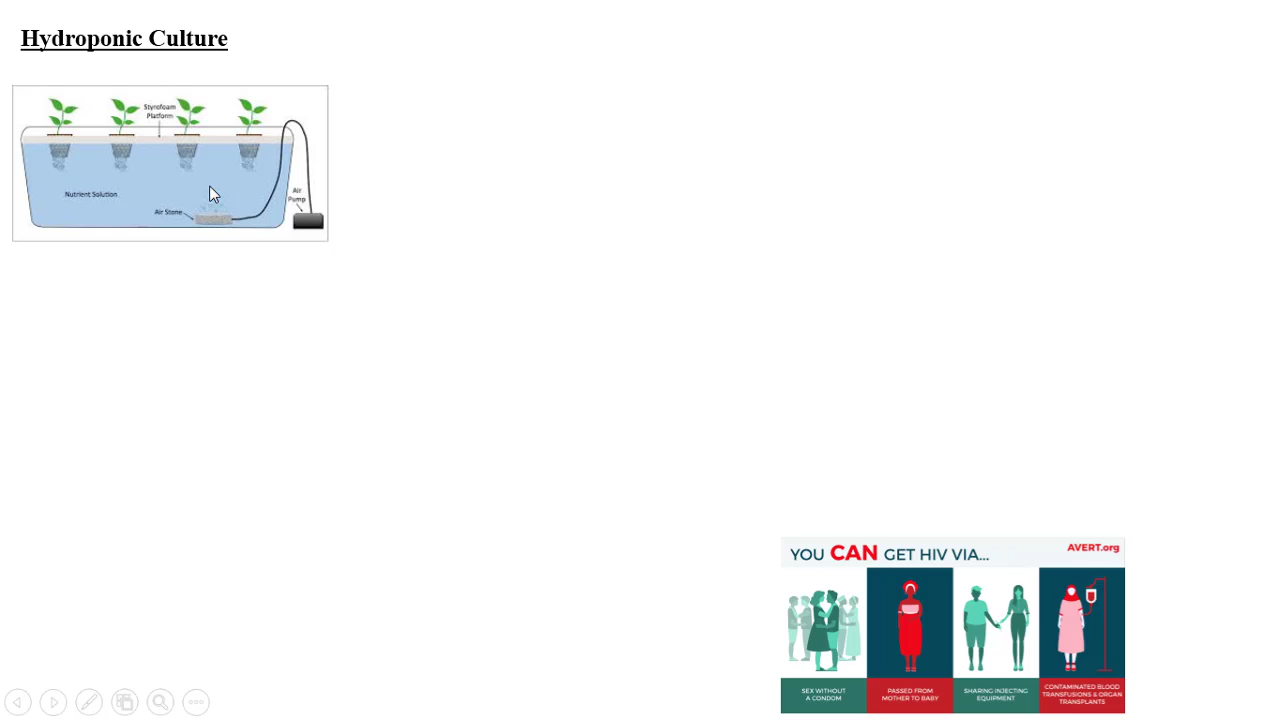 Hydroponic Culture
Styrofoam
Platform
Nutrient Solution
Air Stone
Air
Pump
YOU CAN GET HIV VIA...
AVERT.org
SEX WITHOUT
A CONDOM
PASSED FROM
MOTHER TO BABY
SHARING INJECTING
EQUIPMENT
CONTAMINATED BLOOD
TRANSFUSIONS & ORGAN
TRANSPLANTS